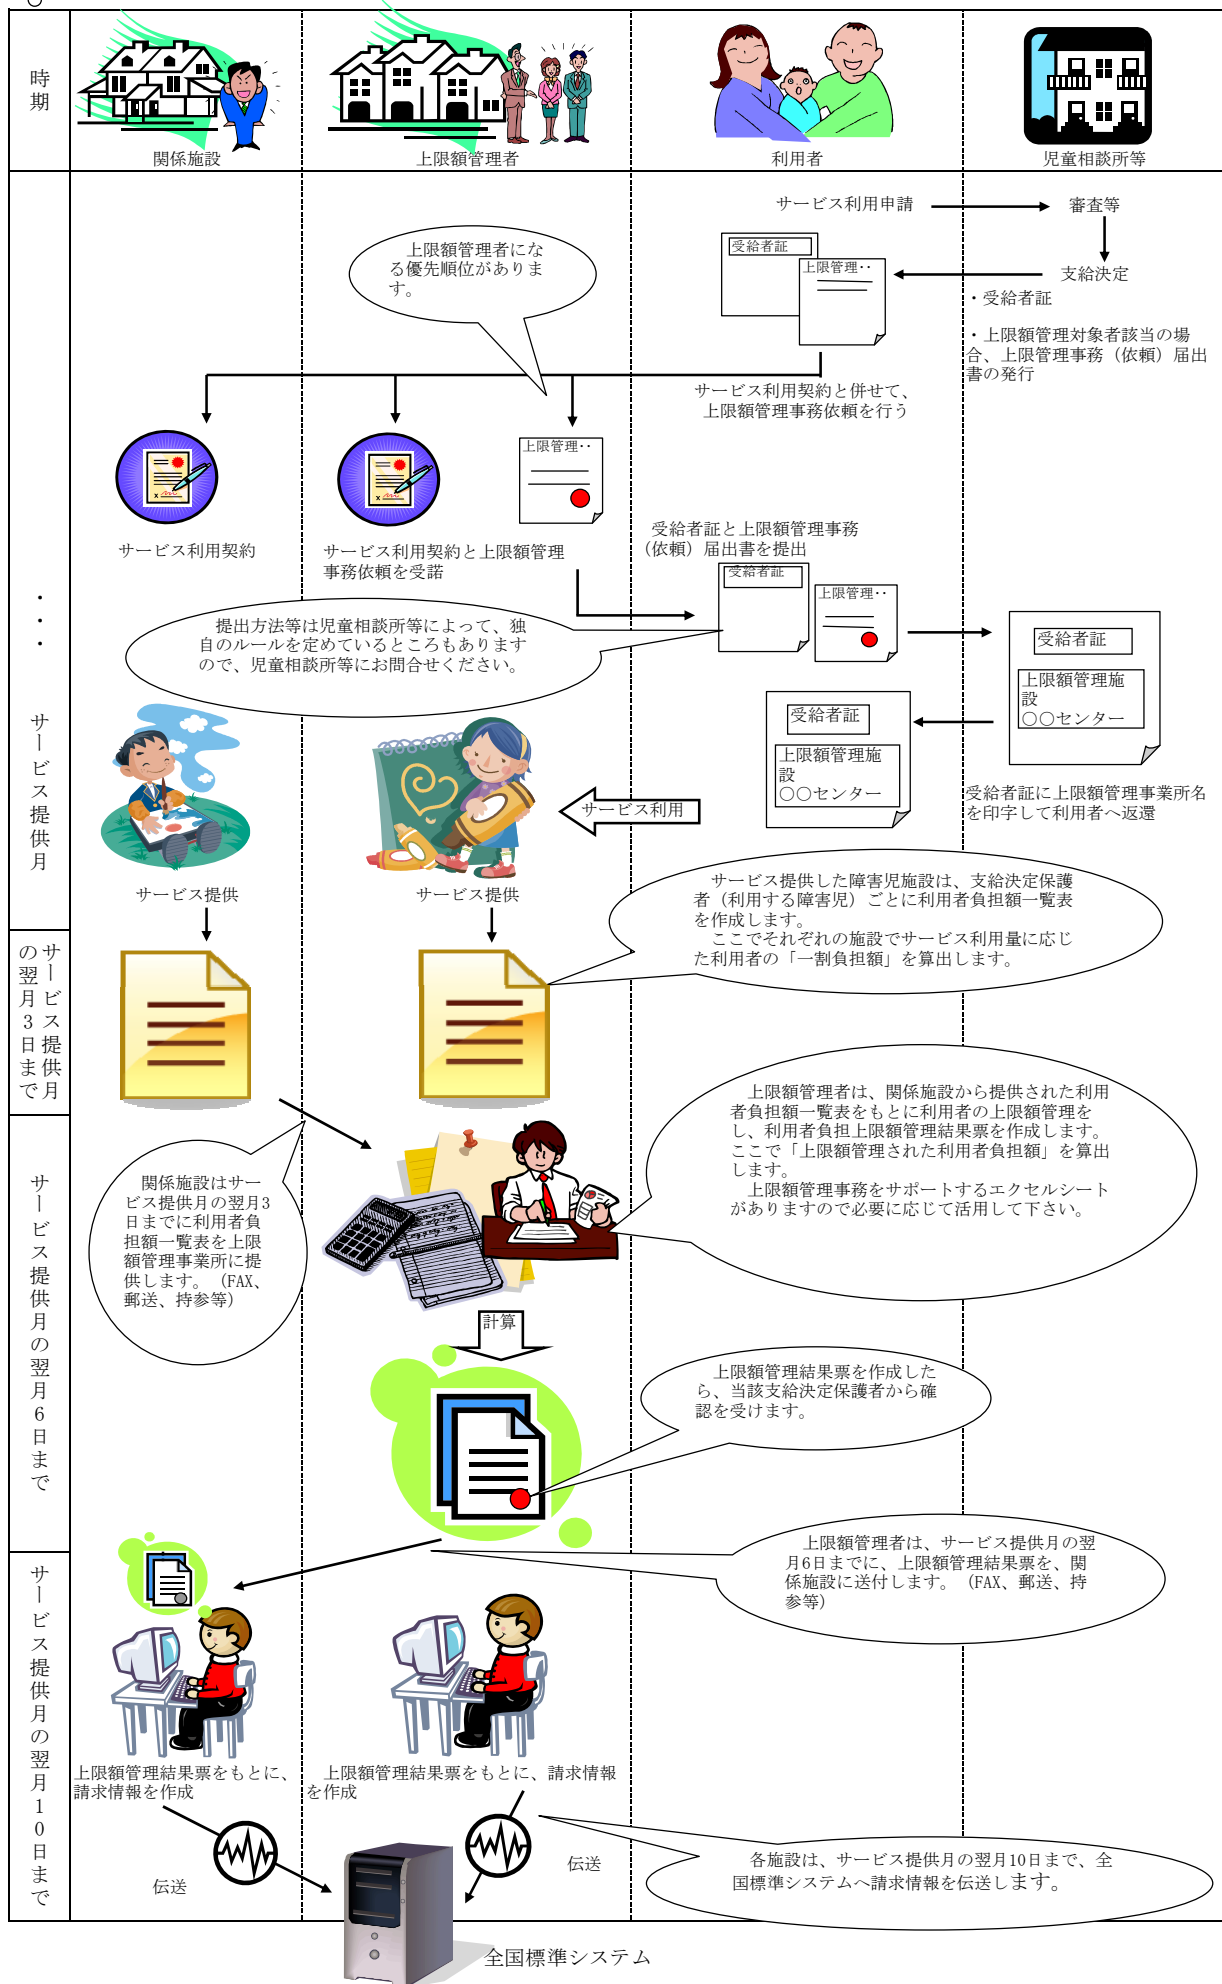 時期
関係施設
上限額管理者
利用者
児童相談所等
サービス利用申請
審査等
支給決定
・受給者証
・上限額管理対象者該当の場
合、上限管理事務（依頼）届出
書の発行
受給者証
上限管理・・
上限額管理者にな
る優先順位がありま
す。
サービス利用契約と併せて、
上限額管理事務依頼を行う
上限管理・・
サービス利用契約
サービス利用契約と上限額管理
事務依頼を受諾
受給者証と上限額管理事務
（依頼）届出書を提出
受給者証
上限管理・・
提出方法等は児童相談所等によって、独
自のルールを定めているところもあります
ので、児童相談所等にお問合せください。
受給者証
上限額管理施
設
〇〇センター
受給者証
上限額管理施
設
〇〇センター
受給者証に上限額管理事業所名
を印字して利用者へ返還
・・・
サービス提供月
サービス利用
サービス提供
サービス提供
サービス提供した障害児施設は、支給決定保護
者（利用する障害児）ごとに利用者負担額一覧表
を作成します。
ここでそれぞれの施設でサービス利用量に応じ
た利用者の「一割負担額」を算出します。
サービス提供月
の翌月3日まで
上限額管理者は、関係施設から提供された利用
者負担額一覧表をもとに利用者の上限額管理を
し、利用者負担上限額管理結果票を作成します。
ここで「上限額管理された利用者負担額」を算出
します。
上限額管理事務をサポートするエクセルシート
がありますので必要に応じて活用して下さい。
関係施設はサー
ビス提供月の翌月3
日までに利用者負
担額一覧表を上限
額管理事業所に提
供します。（FAX、
郵送、持参等）
サービス提供月の翌月6日まで
計算
上限額管理結果票を作成した
ら、当該支給決定保護者から確
認を受けます。
上限額管理者は、サービス提供月の翌
月6日までに、上限額管理結果票を、関
係施設に送付します。（FAX、郵送、持
参等）
サービス提供月の翌月10日まで
上限額管理結果票をもとに、
請求情報を作成
上限額管理結果票をもとに、請求情報
を作成
伝送
伝送
各施設は、サービス提供月の翌月10日まで、全
国標準システムへ請求情報を伝送します。
全国標準システム